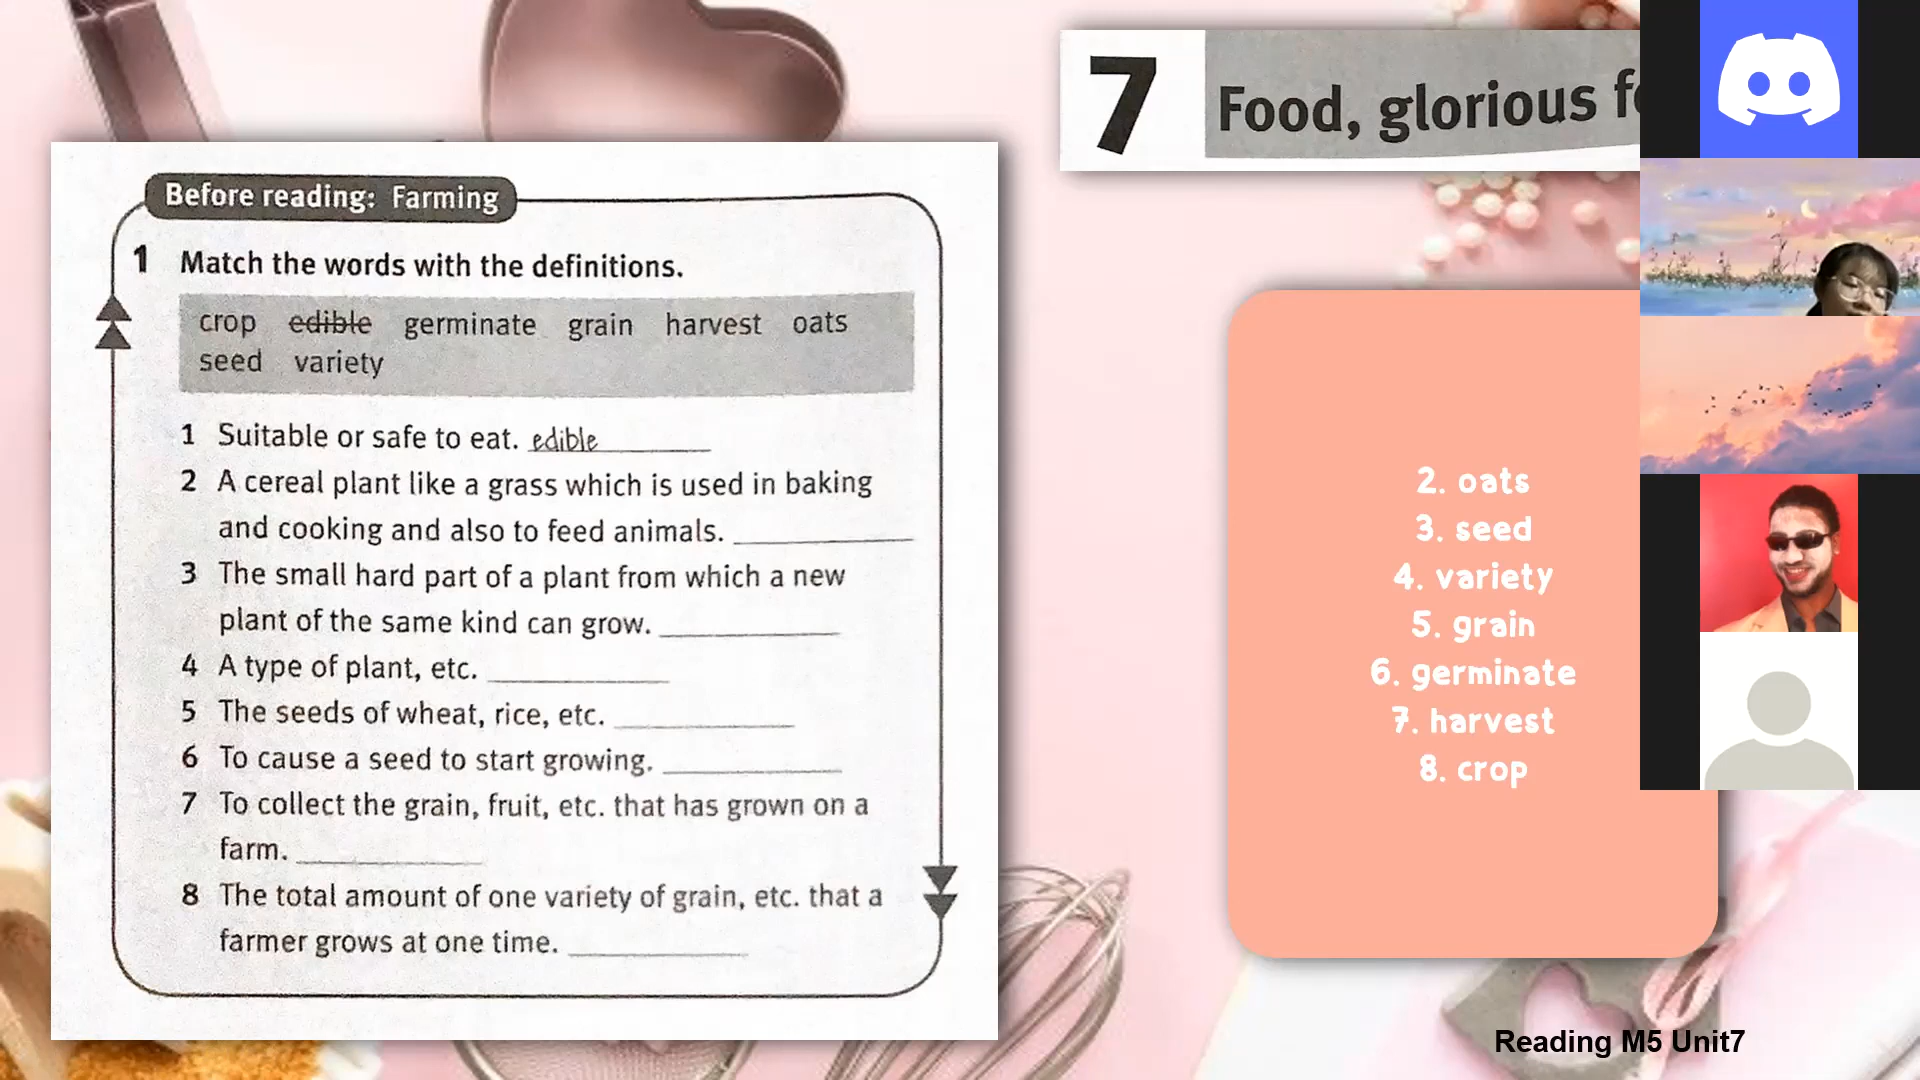 Before reading: Farming
1 Match the words with the definitions.
crop edible germinate grain harvest oats
seed variety
1 Suitable or safe to eat. edible
2 A cereal plant like a grass which is used in baking
and cooking and also to feed animals.
3 The small hard part of a plant from which a new
plant of the same kind can grow.
4 A type of plant, etc.
5 The seeds of wheat, rice, etc.
6 To cause a seed to start growing.
7 To collect the grain, fruit, etc. that has grown on a
farm.
8 The total amount of one variety of grain, etc. that a
farmer grows at one time.
7 Food, glorious
2. oats
3. seed
4. variety
5. grain
6. germinate
7. harvest
8. crop
Reading M5 Unit7